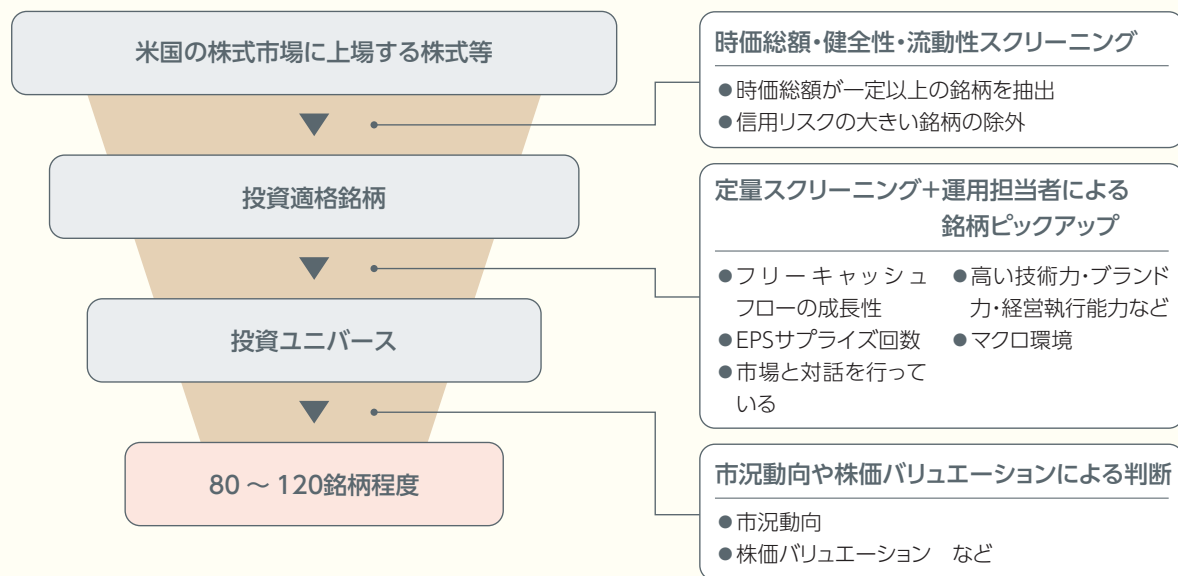 米国の株式市場に上場する株式等
時価総額・健全性・流動性スクリーニング
●時価総額が一定以上の銘柄を抽出
●信用リスクの大きい銘柄の除外
投資適格銘柄
定量スクリーニング＋運用担当者による
銘柄ピックアップ
●フリーキャッシュ
フローの成長性
●EPSサプライズ回数
●市場と対話を行って
いる
●高い技術力・ブランド
力・経営執行能力など
●マクロ環境
投資ユニバース
80 ～ 120銘柄程度
市況動向や株価バリュエーションによる判断
●市況動向
●株価バリュエーション　など